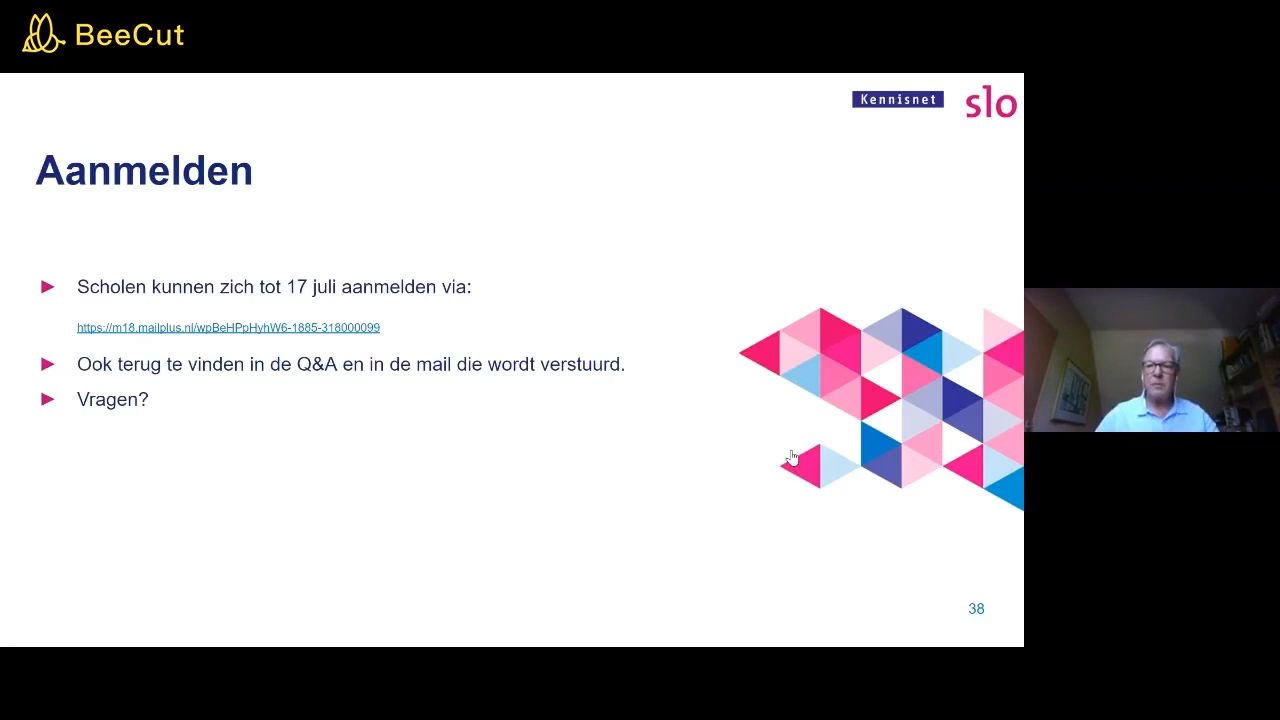 BeeCut
Kennisnet
slo
Aanmelden
► Scholen kunnen zich tot 17 juli aanmelden via:
https://m18.mailplus.nl/wpBeHPpHyhW6-1885-318000099
► Ook terug te vinden in de Q&A en in de mail die wordt verstuurd.
► Vragen?
38